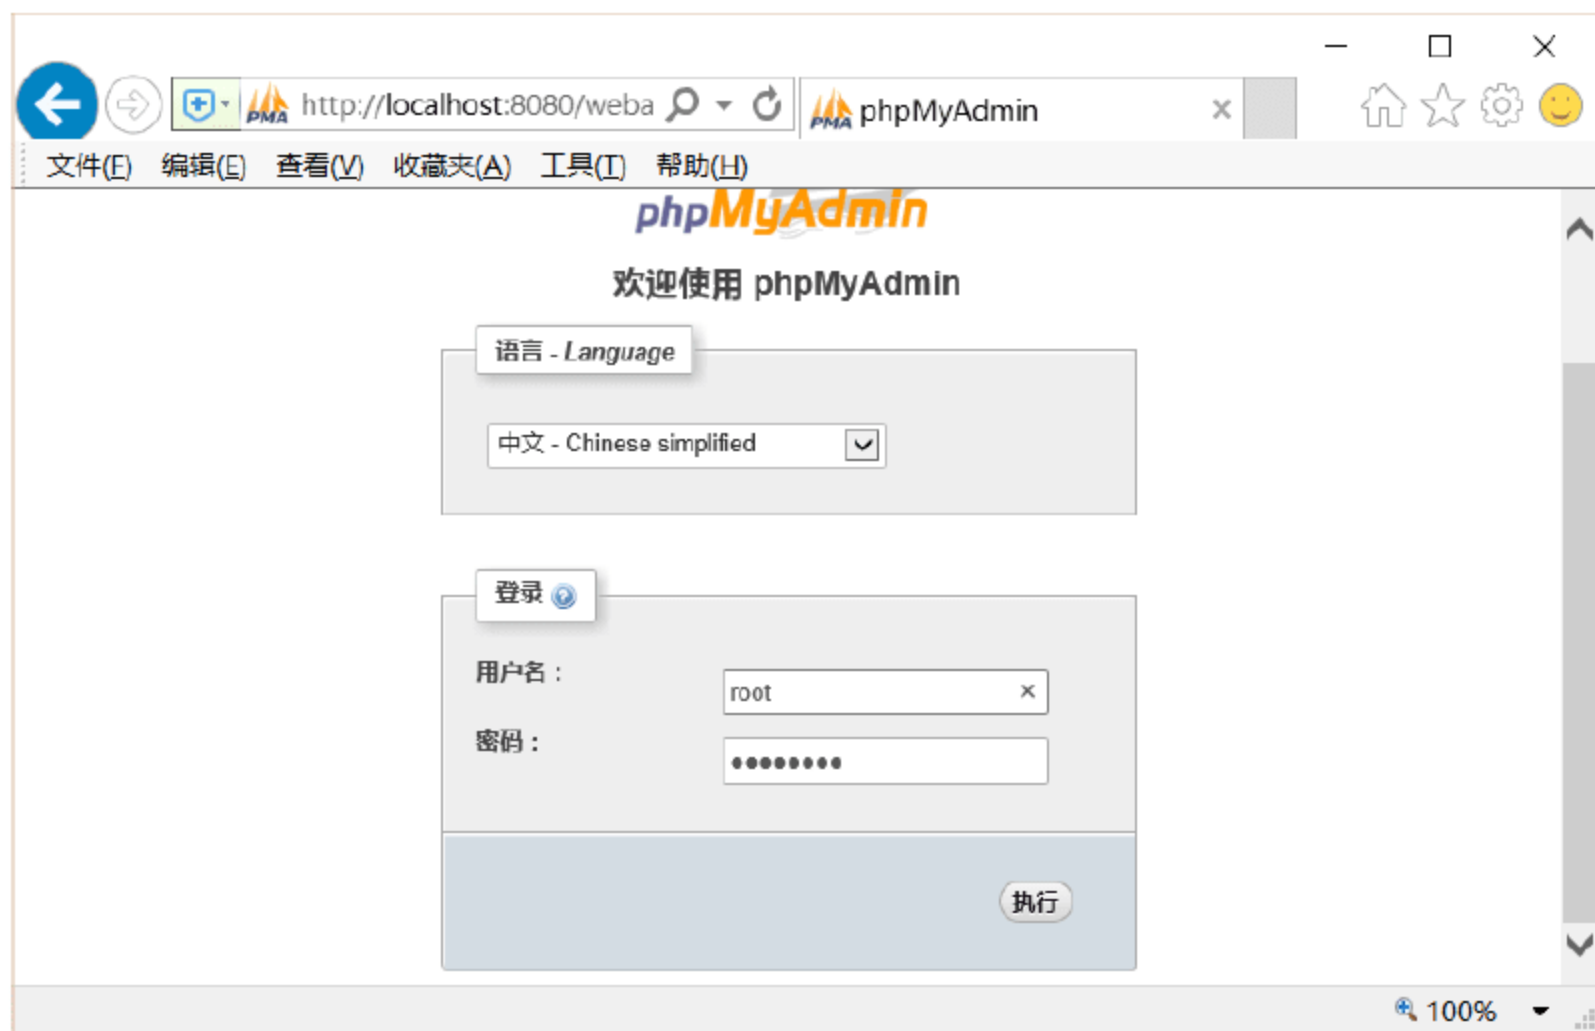 http://localhost:8080/weba
phpMyAdmin
文件(F) 编辑(E) 查看(V) 收藏夹(A) 工具(T) 帮助(H)
phpMyAdmin
欢迎使用 phpMyAdmin
语言 - Language
中文 - Chinese simplified
登录
用户名：
root
密码：
执行
100%